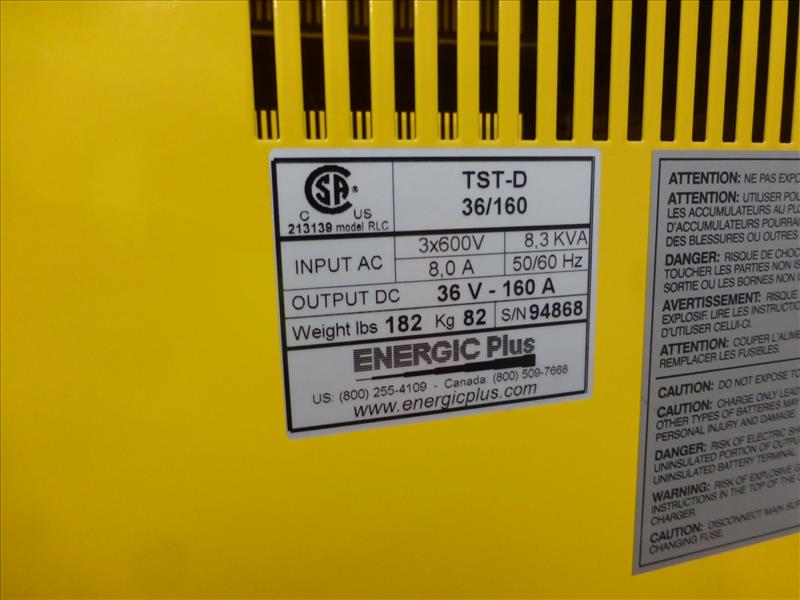 CSA
C US
213139 model RLC
TST-D
36/160
INPUT AC
3x600V 8,3 KVA
8,0 A 50/60 Hz
OUTPUT DC 36 V - 160 A
Weight lbs 182 Kg 82 S/N 94868
ENERGIC Plus
US: (800) 255-4109 - Canada: (800) 509-7668
www.energicplus.com
ATTENTION: NE PAS
ATTENTION: UTILISER
LES ACCUMULATEURS AU
D'ACCUMULATEURS
DES BLESSURES OU OUTRES
DANGER: RISQUE DE
TOUCHER LES PARTIES NON
SORTIE OU LES BORNES NON
AVERTISSEMENT: RISQUE
EXPLOSIF. LIRE LES
D'UTILISER CELUI-CI.
ATTENTION: COUPER
REMPLACER LES FUSIBLES.
CAUTION: DO NOT EXPOSE TO
CAUTION: CHARGE ONLY
OTHER TYPES OF BATTERIES MAY
PERSONAL INJURY AND DAMAGE
DANGER: RISK OF ELECTRIC
UNINSULATED PORTION OF
UNINSULATED BATTERY TERMINAL.
WARNING: RISK OF EXPLOSIVE
INSTRUCTIONS IN THE TOP OF THE
CHARGER.
CAUTION: DISCONNECT MAIN
CHANGING FUSE.